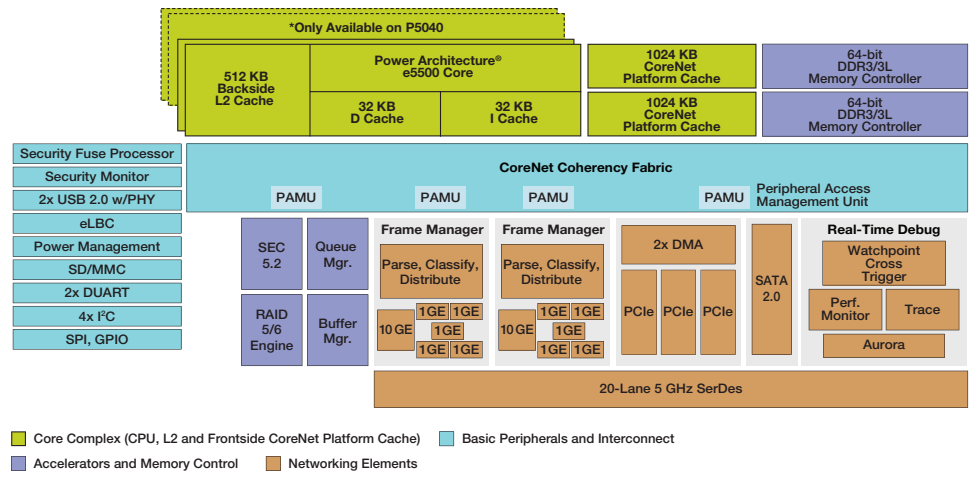 *Only Available on P5040
512 KB
Backside
L2 Cache
Power Architecture®
e5500 Core
32 KB
D Cache
32 KB
I Cache
1024 KB
CoreNet
Platform Cache
1024 KB
CoreNet
Platform Cache
64-bit
DDR3/3L
Memory Controller
64-bit
DDR3/3L
Memory Controller
Security Fuse Processor
Security Monitor
2x USB 2.0 w/PHY
eLBC
Power Management
SD/MMC
2x DUART
4x I²C
SPI, GPIO
CoreNet Coherency Fabric
PAMU
PAMU
PAMU
PAMU
Peripheral Access
Management Unit
SEC
5.2
Queue
Mgr.
RAID
5/6
Engine
Buffer
Mgr.
Frame Manager
Parse, Classify,
Distribute
10 GE
1GE 1GE
1GE
1GE 1GE
Frame Manager
Parse, Classify,
Distribute
10 GE
1GE 1GE
1GE
1GE 1GE
2x DMA
PCIe
PCIe
PCIe
SATA
2.0
Real-Time Debug
Watchpoint
Cross
Trigger
Perf.
Monitor
Trace
Aurora
20-Lane 5 GHz SerDes
Core Complex (CPU, L2 and Frontside CoreNet Platform Cache)
Basic Peripherals and Interconnect
Accelerators and Memory Control
Networking Elements